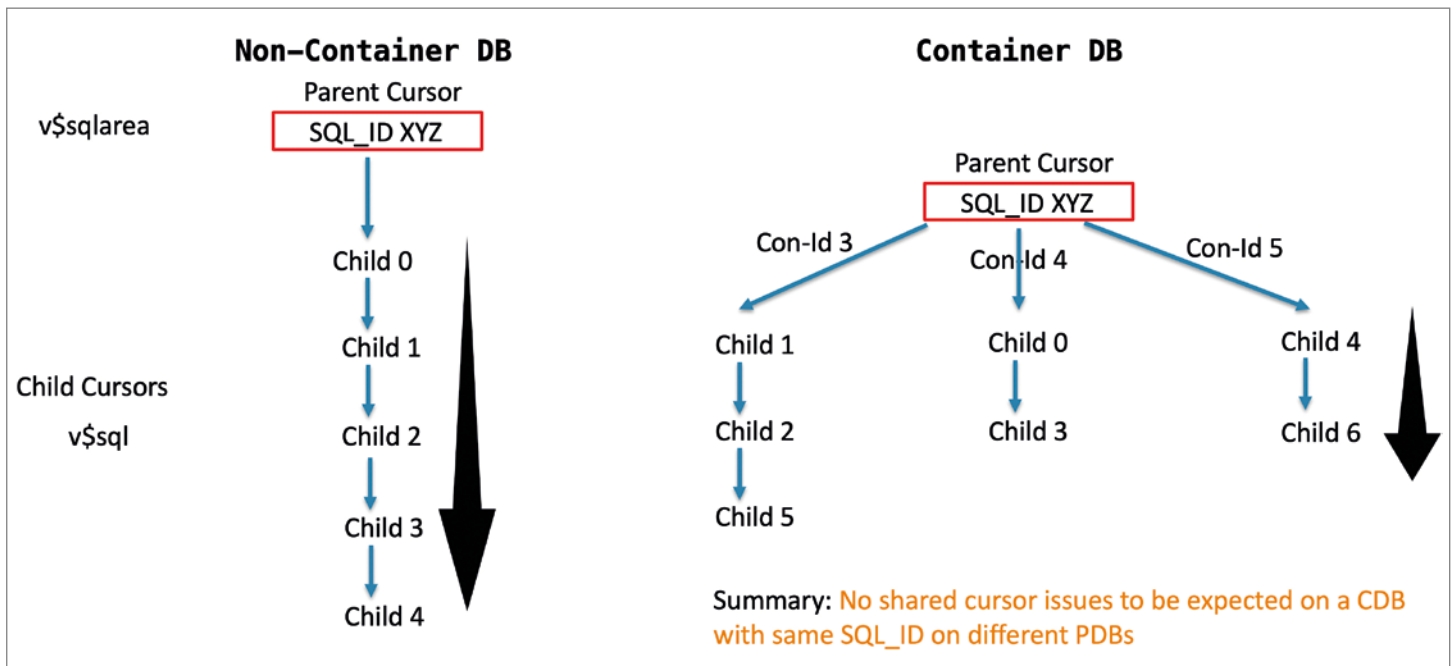 Non-Container DB
Parent Cursor
v$sqlarea
SQL_ID XYZ
Child 0
Child 1
Child Cursors
v$sql
Child 2
Child 3
Child 4
Container DB
Parent Cursor
SQL_ID XYZ
Con-Id 3
Con-Id 4
Con-Id 5
Child 1
Child 0
Child 4
Child 2
Child 3
Child 6
Child 5
Summary: No shared cursor issues to be expected on a CDB
with same SQL_ID on different PDBs